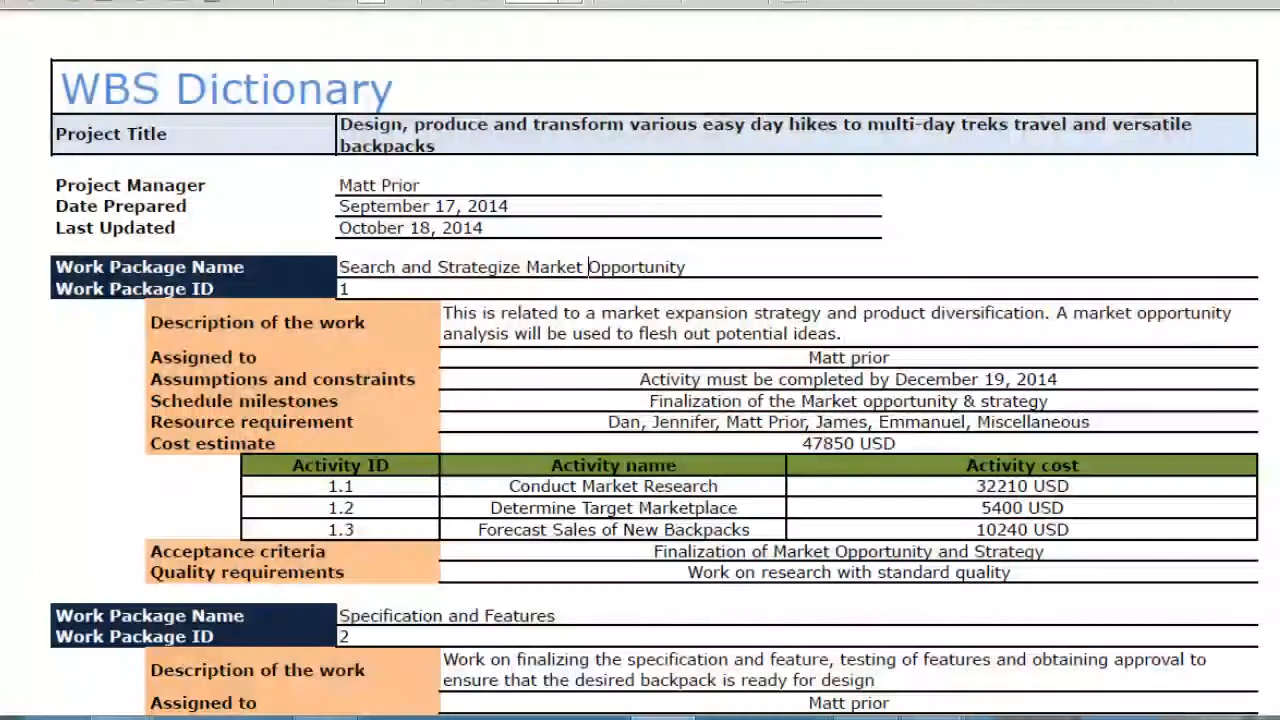 WBS Dictionary
Project Title
Design, produce and transform various easy day hikes to multi-day treks travel and versatile
backpacks
Project Manager Matt Prior
Date Prepared September 17, 2014
Last Updated October 18, 2014
Work Package Name Search and Strategize Market Opportunity
Work Package ID 1
Description of the work
This is related to a market expansion strategy and product diversification. A market opportunity
analysis will be used to flesh out potential ideas.
Assigned to Matt prior
Assumptions and constraints Activity must be completed by December 19, 2014
Schedule milestones Finalization of the Market opportunity & strategy
Resource requirement Dan, Jennifer, Matt Prior, James, Emmanuel, Miscellaneous
Cost estimate 47850 USD
Activity ID Activity name Activity cost
1.1 Conduct Market Research 32210 USD
1.2 Determine Target Marketplace 5400 USD
1.3 Forecast Sales of New Backpacks 10240 USD
Acceptance criteria Finalization of Market Opportunity and Strategy
Quality requirements Work on research with standard quality
Work Package Name Specification and Features
Work Package ID 2
Description of the work
Work on finalizing the specification and feature, testing of features and obtaining approval to
ensure that the desired backpack is ready for design
Assigned to Matt prior